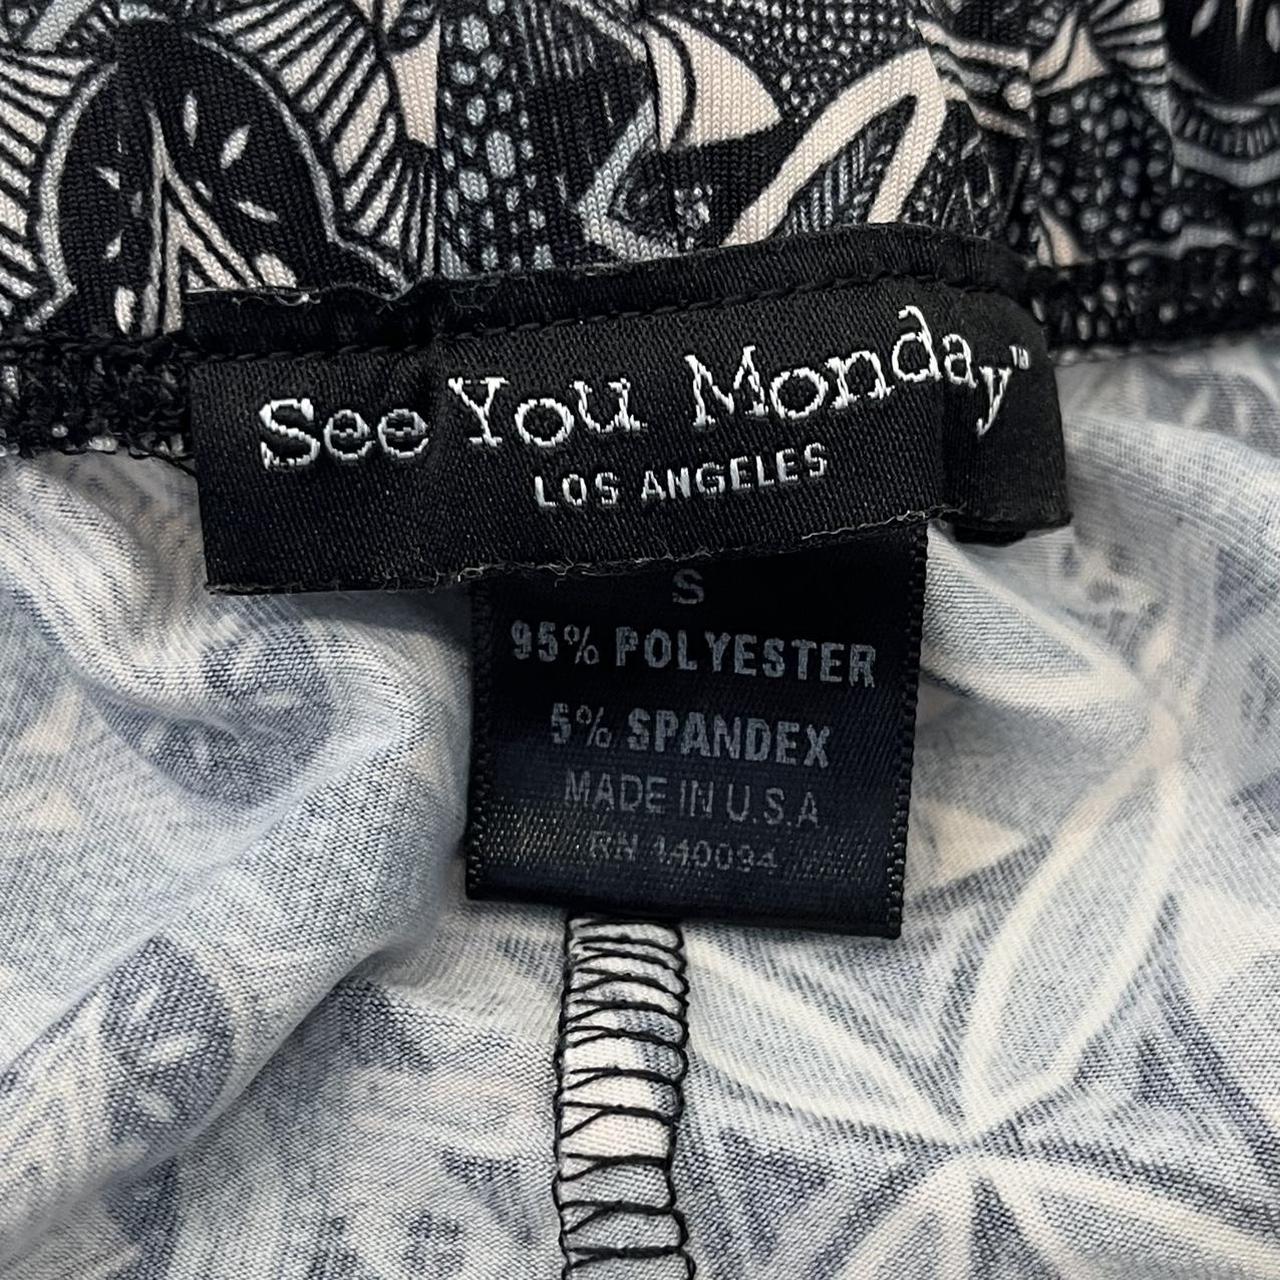 See You Monday™
LOS ANGELES
S
95% POLYESTER
5% SPANDEX
MADE IN U.S.A
RN 140094